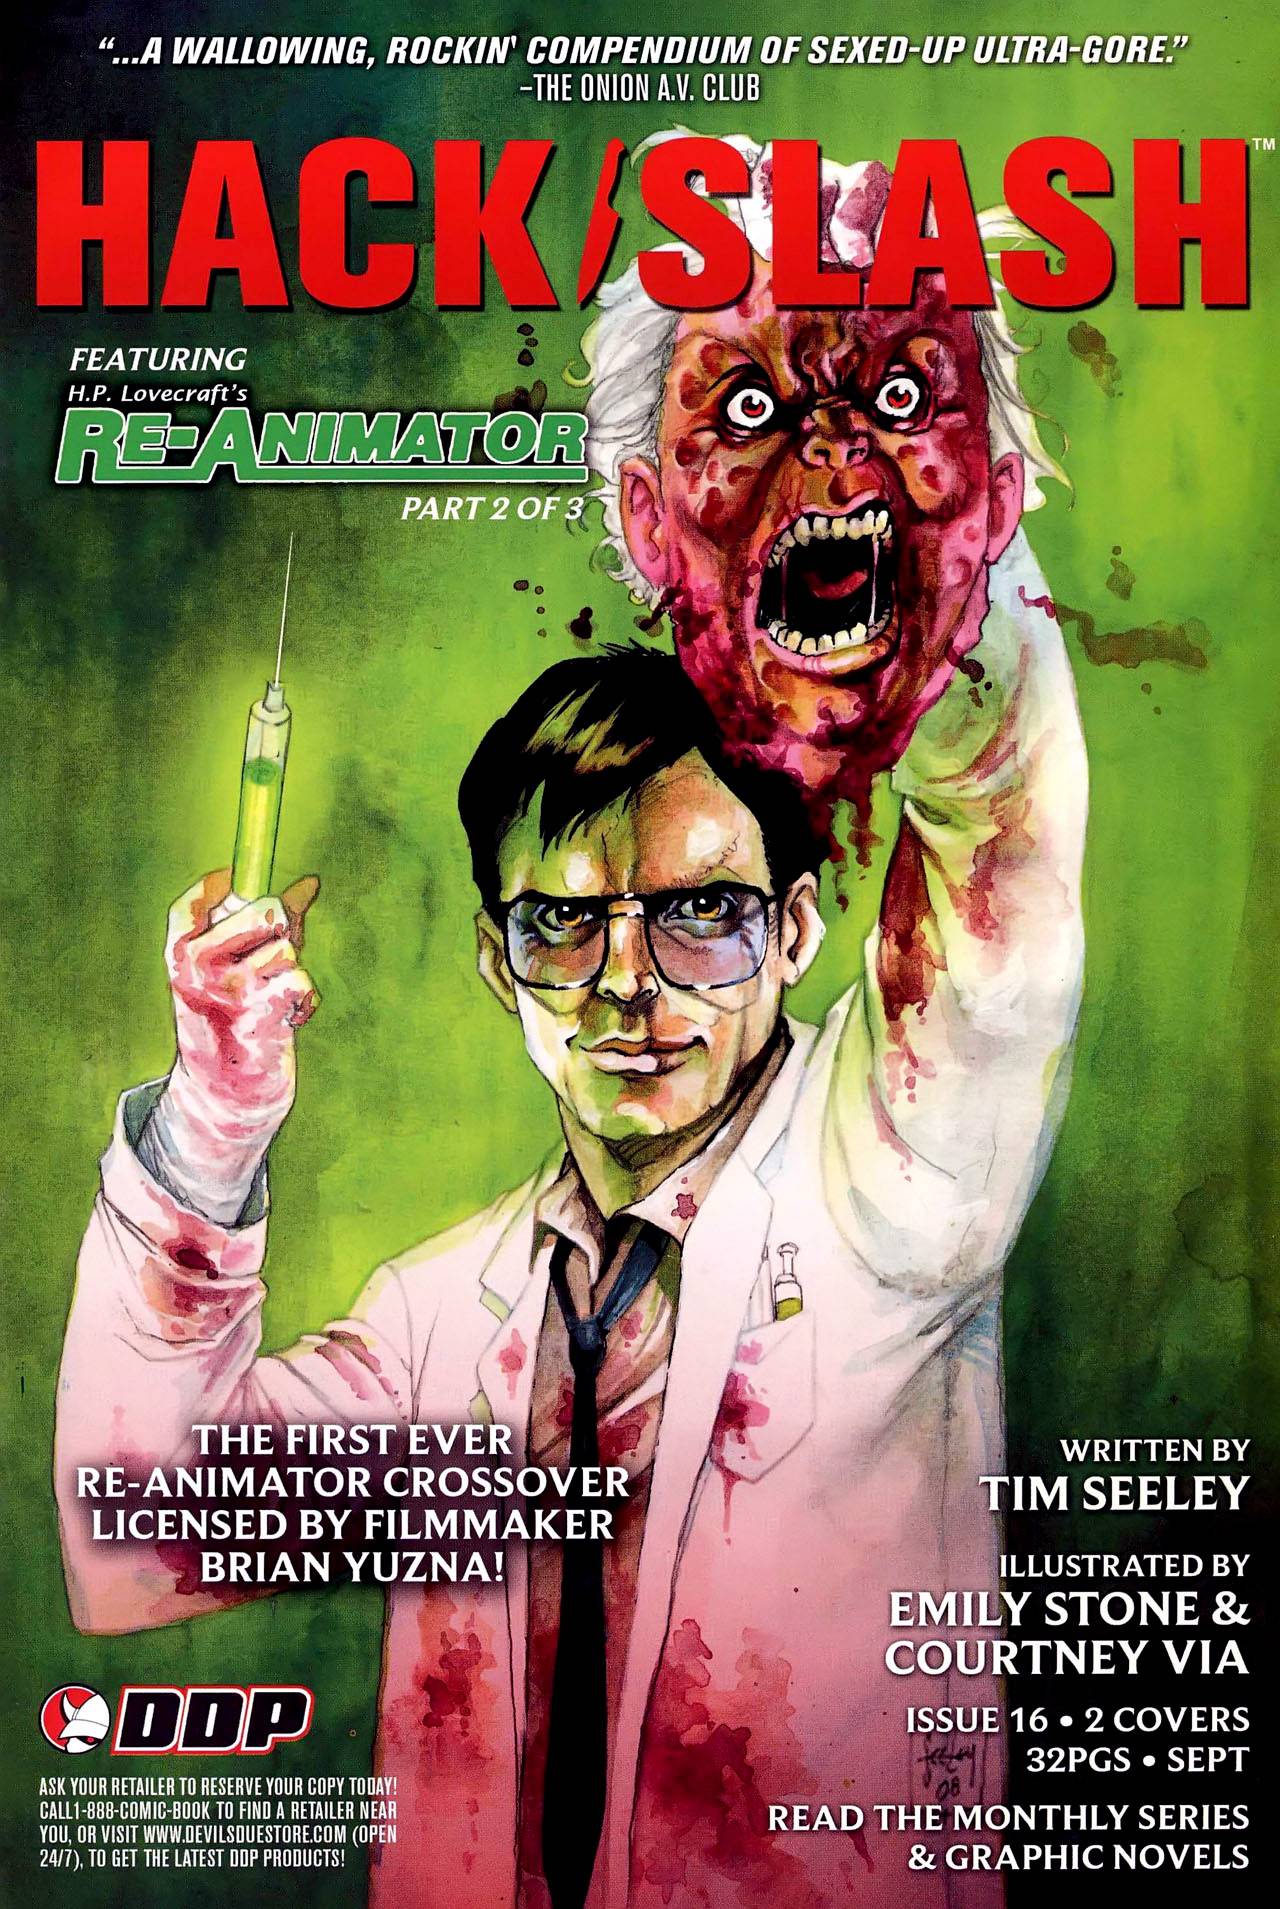 “...A WALLOWING, ROCKIN' COMPENDIUM OF SEXED-UP ULTRA-GORE.”
–THE ONION A.V. CLUB
HACK/SLASH™
FEATURING
H.P. Lovecraft's
RE-ANIMATOR
PART 2 OF 3
THE FIRST EVER
RE-ANIMATOR CROSSOVER
LICENSED BY FILMMAKER
BRIAN YUZNA!
WRITTEN BY
TIM SEELEY
ILLUSTRATED BY
EMILY STONE &
COURTNEY VIA
ISSUE 16 • 2 COVERS
32PGS • SEPT
Seeley
08
READ THE MONTHLY SERIES
& GRAPHIC NOVELS
DDP
ASK YOUR RETAILER TO RESERVE YOUR COPY TODAY!
CALL1-888-COMIC-BOOK TO FIND A RETAILER NEAR
YOU, OR VISIT WWW.DEVILSDUESTORE.COM (OPEN
24/7), TO GET THE LATEST DDP PRODUCTS!